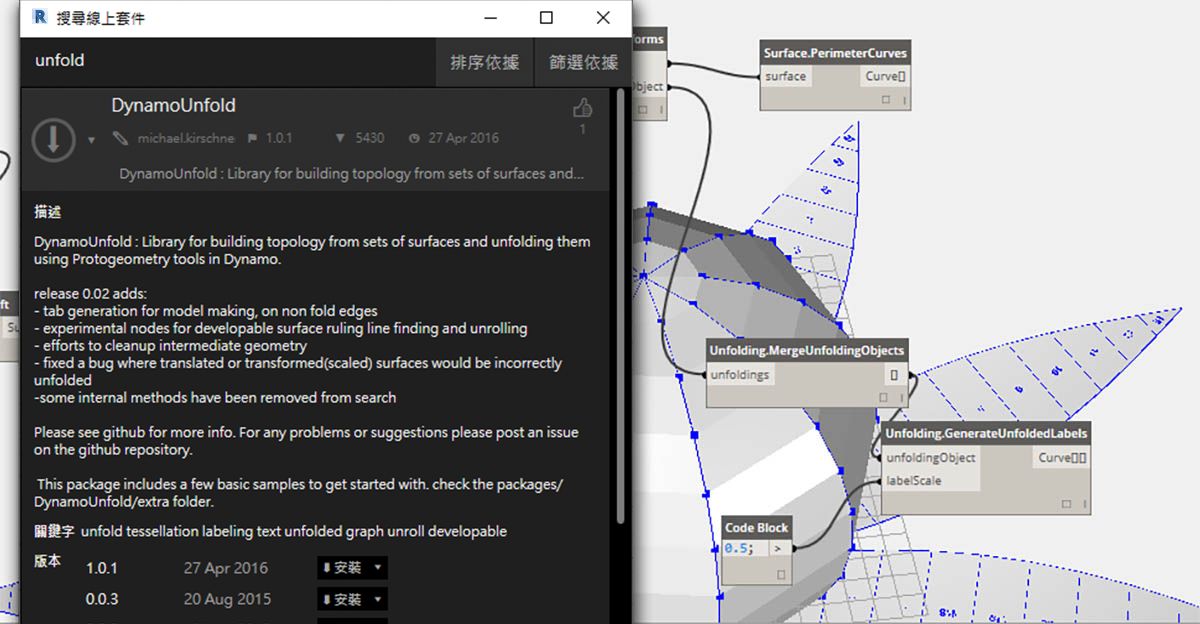 搜尋線上套件
unfold
排序依據
篩選依據
DynamoUnfold
michael.kirschne
1.0.1
5430
27 Apr 2016
1
DynamoUnfold : Library for building topology from sets of surfaces and...
描述
DynamoUnfold : Library for building topology from sets of surfaces and unfolding them
using Protogeometry tools in Dynamo.
release 0.02 adds:
- tab generation for model making, on non fold edges
- experimental nodes for developable surface ruling line finding and unrolling
- efforts to cleanup intermediate geometry
- fixed a bug where translated or transformed(scaled) surfaces would be incorrectly
unfolded
-some internal methods have been removed from search
Please see github for more info. For any problems or suggestions please post an issue
on the github repository.
This package includes a few basic samples to get started with. check the packages/
DynamoUnfold/extra folder.
關鍵字 unfold tessellation labeling text unfolded graph unroll developable
版本
1.0.1 27 Apr 2016 安裝
0.0.3 20 Aug 2015 安裝
ft
Su
orms
bject
Surface.PerimeterCurves
surface Curve[]
Unfolding.MergeUnfoldingObjects
unfoldings []
Unfolding.GenerateUnfoldedLabels
unfoldingObject Curve[][]
labelScale
Code Block
0.5; >